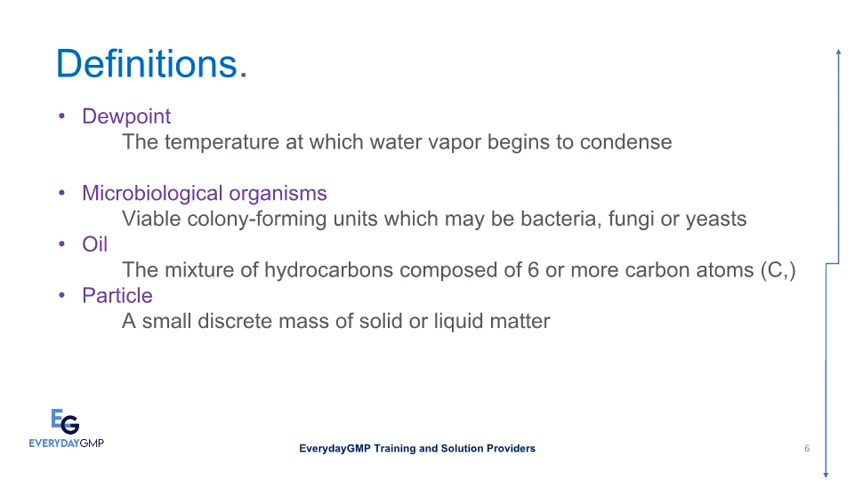 Definitions.
• Dewpoint
The temperature at which water vapor begins to condense
• Microbiological organisms
Viable colony-forming units which may be bacteria, fungi or yeasts
• Oil
The mixture of hydrocarbons composed of 6 or more carbon atoms (C,)
• Particle
A small discrete mass of solid or liquid matter
EG
EVERYDAYGMP
EverydayGMP Training and Solution Providers
6